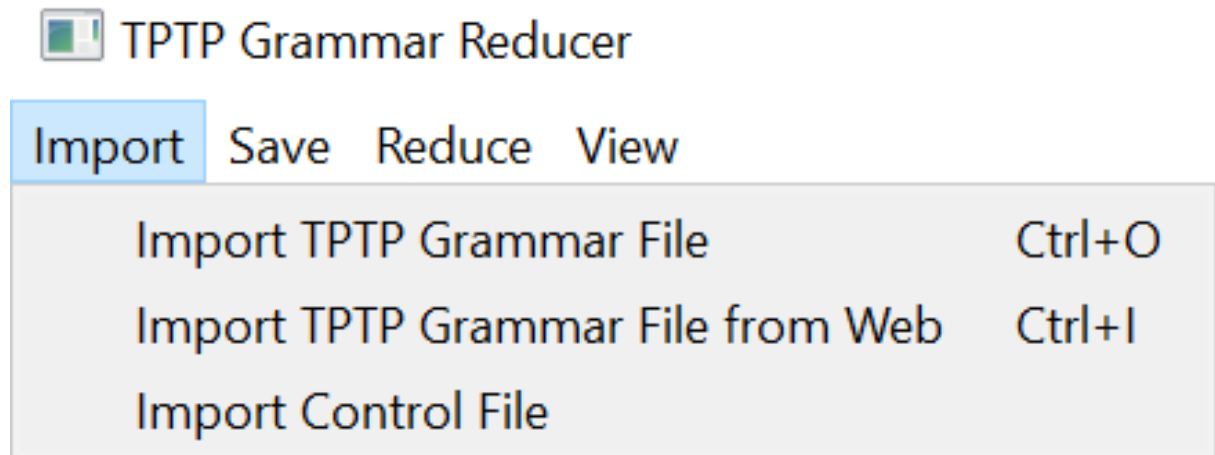 TPTP Grammar Reducer
Import Save Reduce View
Import TPTP Grammar File Ctrl+O
Import TPTP Grammar File from Web Ctrl+I
Import Control File